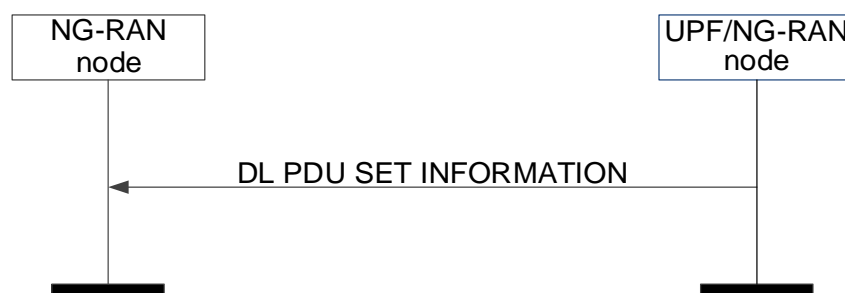 NG-RAN
node
UPF/NG-RAN
node
DL PDU SET INFORMATION